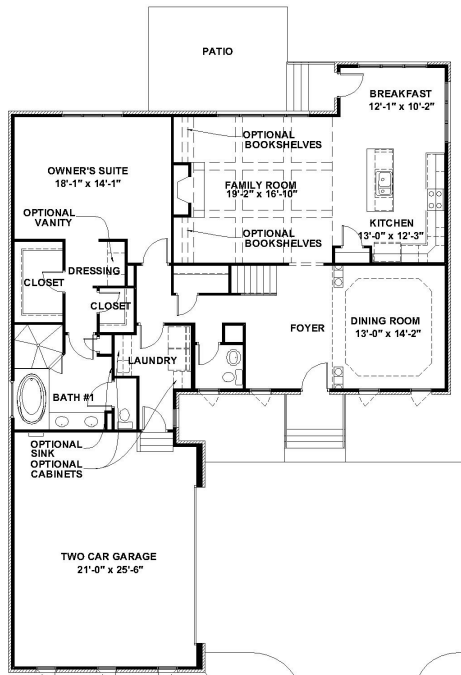 PATIO
BREAKFAST
12'-1" x 10'-2"
OPTIONAL
BOOKSHELVES
OWNER'S SUITE
18'-1" x 14'-1"
FAMILY ROOM
19'-2" x 16'-10"
OPTIONAL
VANITY
KITCHEN
13'-0" x 12'-3"
OPTIONAL
BOOKSHELVES
DRESSING
CLOSET
CLOSET
FOYER
DINING ROOM
13'-0" x 14'-2"
LAUNDRY
BATH #1
OPTIONAL
SINK
OPTIONAL
CABINETS
TWO CAR GARAGE
21'-0" x 25'-6"